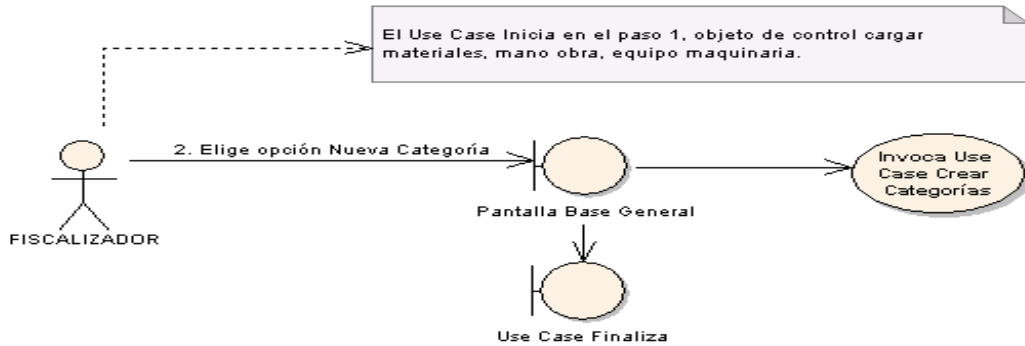 El Use Case Inicia en el paso 1, objeto de control cargar
materiales, mano obra, equipo maquinaria.
2. Elige opción Nueva Categoría
Invoca Use
Case Crear
Categorías
Pantalla Base General
FISCALIZADOR
Use Case Finaliza